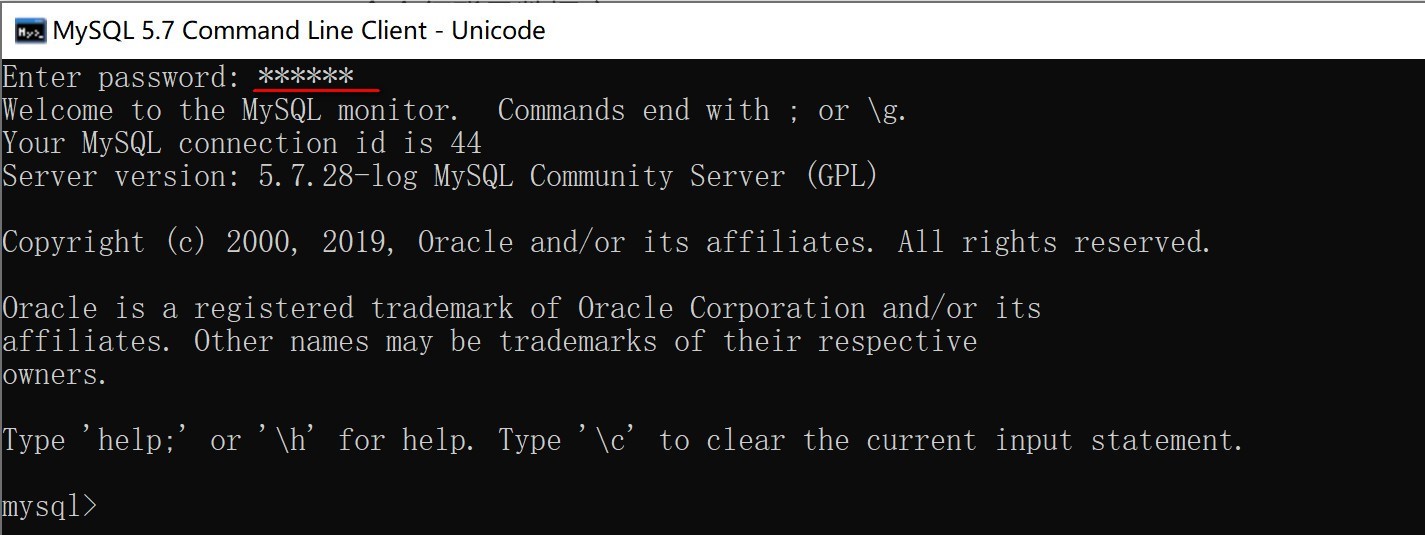 MySQL 5.7 Command Line Client - Unicode
Enter password: ******
Welcome to the MySQL monitor.  Commands end with ; or \g.
Your MySQL connection id is 44
Server version: 5.7.28-log MySQL Community Server (GPL)
Copyright (c) 2000, 2019, Oracle and/or its affiliates. All rights reserved.
Oracle is a registered trademark of Oracle Corporation and/or its
affiliates. Other names may be trademarks of their respective
owners.
Type 'help;' or '\h' for help. Type '\c' to clear the current input statement.
mysql>